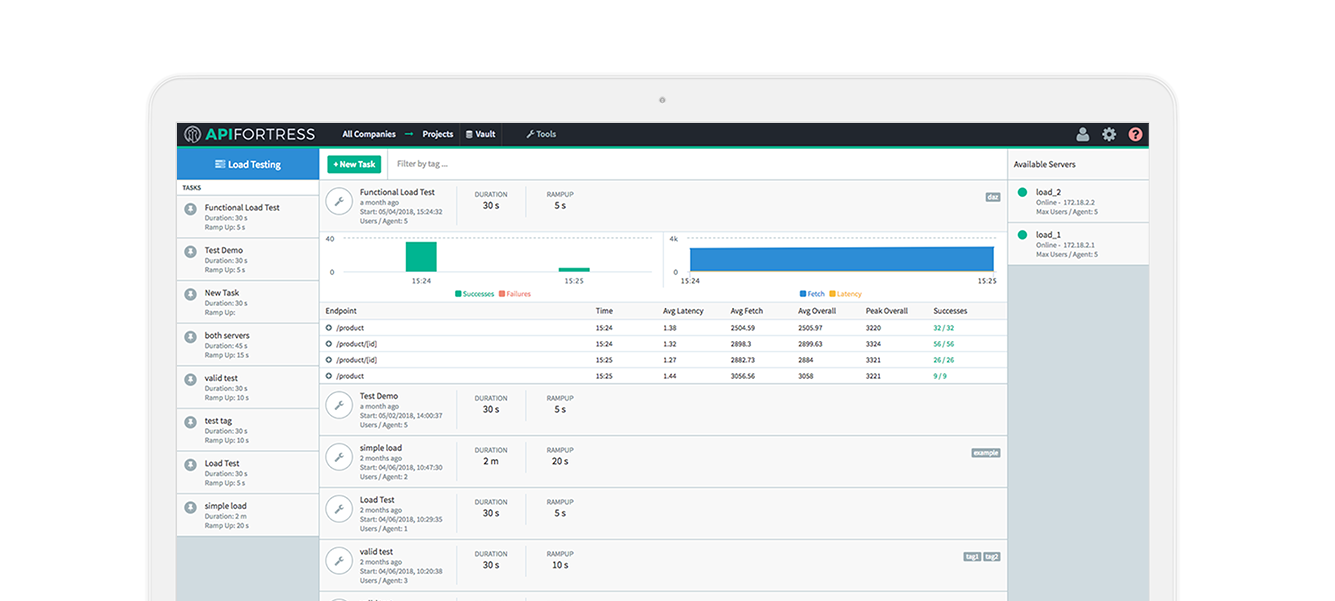 APIFORTRESS All Companies → Projects Vault Tools ?
Load Testing
TASKS
Functional Load Test
Duration: 30 s
Ramp Up: 5 s
Test Demo
Duration: 30 s
Ramp Up: 5 s
New Task
Duration: 30 s
Ramp Up:
both servers
Duration: 45 s
Ramp Up: 15 s
valid test
Duration: 30 s
Ramp Up: 10 s
test tag
Duration: 30 s
Ramp Up: 10 s
Load Test
Duration: 30 s
Ramp Up: 5 s
simple load
Duration: 2 m
Ramp Up: 20 s
+ New Task Filter by tag ...
Functional Load Test
a month ago
Start: 05/04/2018, 15:24:32
Users / Agent: 5
DURATION
30 s
RAMPUP
5 s
daz
40
0
15:24 15:25
Successes Failures
4k
0
15:24 15:25
Fetch Latency
Endpoint Time Avg Latency Avg Fetch Avg Overall Peak Overall Successes
/product 15:24 1.38 2504.59 2505.97 3220 32 / 32
/product/[id] 15:24 1.32 2898.3 2899.63 3324 56 / 56
/product/[id] 15:25 1.27 2882.73 2884 3321 26 / 26
/product 15:25 1.44 3056.56 3058 3221 9 / 9
Test Demo
a month ago
Start: 05/02/2018, 14:00:37
Users / Agent: 5
DURATION
30 s
RAMPUP
5 s
simple load
2 months ago
Start: 04/06/2018, 10:47:30
Users / Agent: 2
DURATION
2 m
RAMPUP
20 s
example
Load Test
2 months ago
Start: 04/06/2018, 10:29:35
Users / Agent: 1
DURATION
30 s
RAMPUP
5 s
valid test
2 months ago
Start: 04/06/2018, 10:20:38
Users / Agent: 3
DURATION
30 s
RAMPUP
10 s
tag1 tag2
Available Servers
load_2
Online - 172.18.2.2
Max Users / Agent: 5
load_1
Online - 172.18.2.1
Max Users / Agent: 5